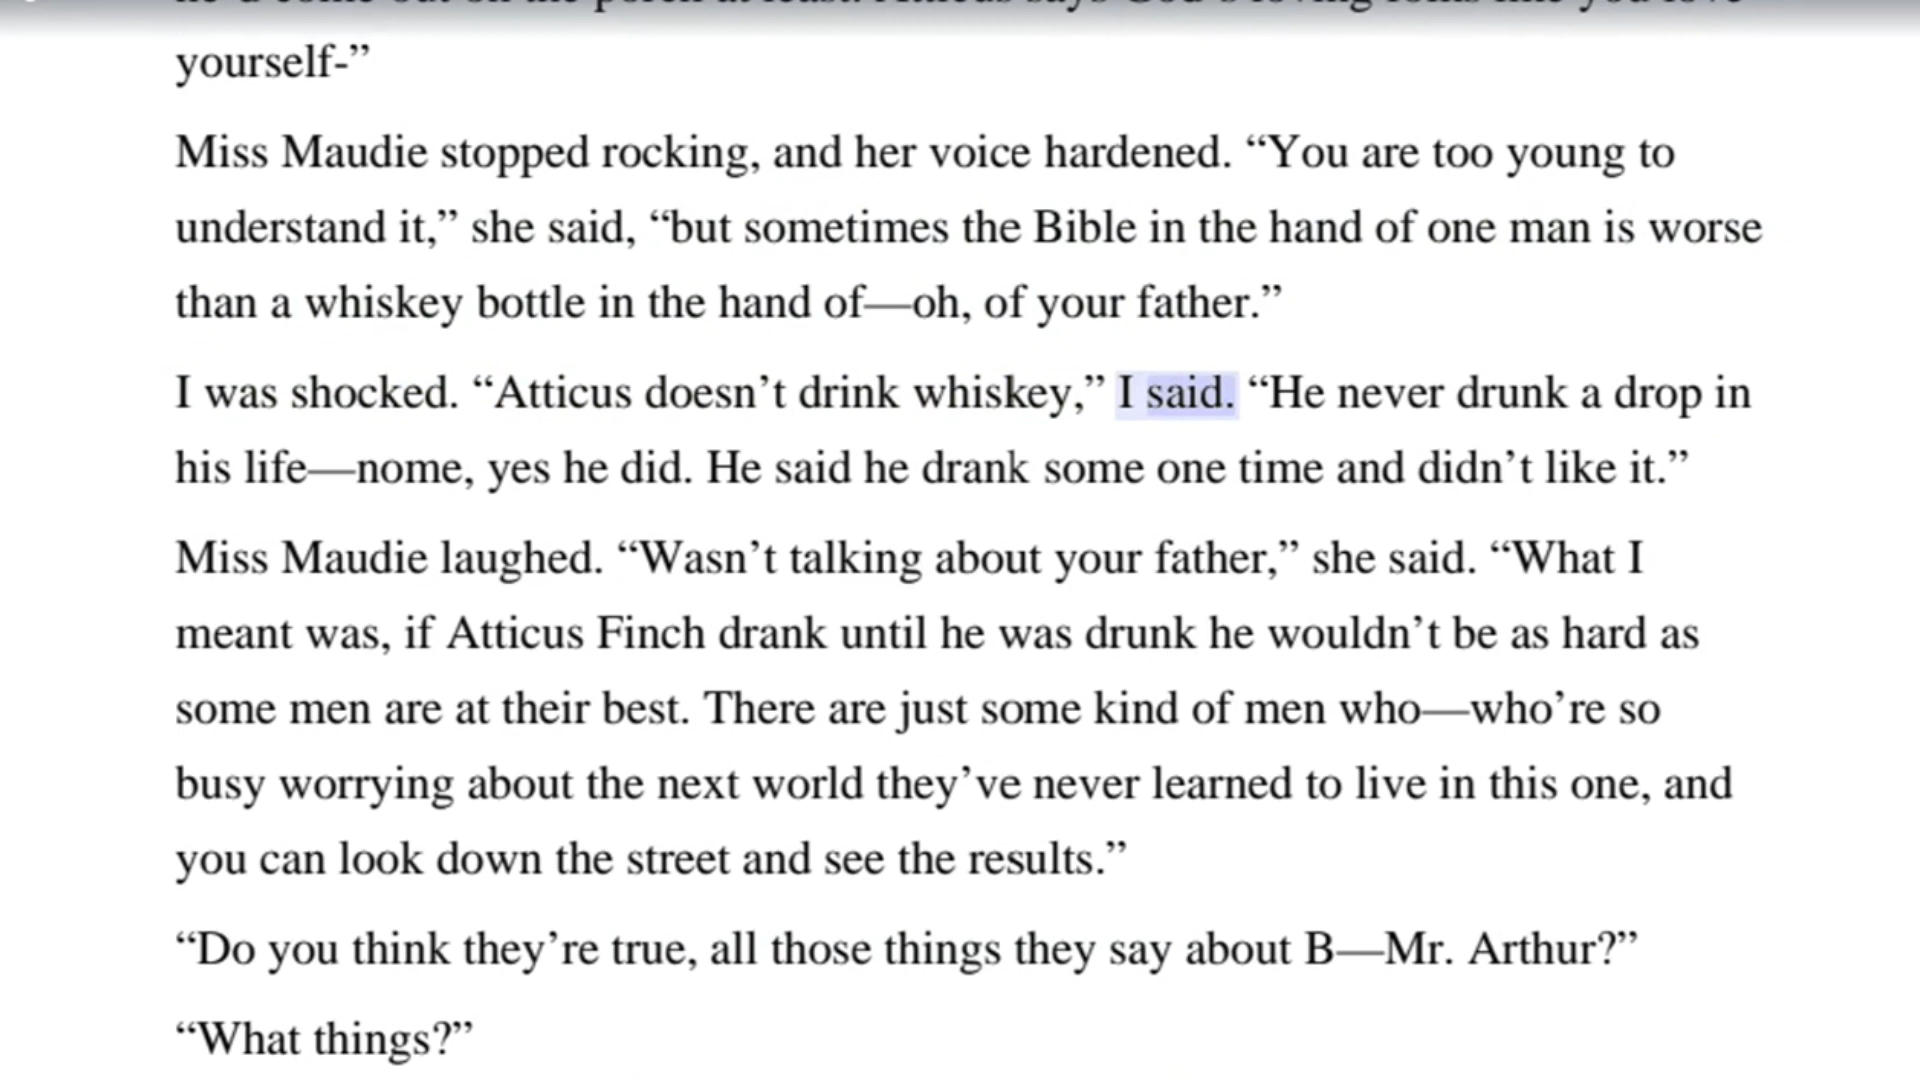 yourself-”
Miss Maudie stopped rocking, and her voice hardened. “You are too young to
understand it,” she said, “but sometimes the Bible in the hand of one man is worse
than a whiskey bottle in the hand of—oh, of your father.”
I was shocked. “Atticus doesn’t drink whiskey,” I said. “He never drunk a drop in
his life—nome, yes he did. He said he drank some one time and didn’t like it.”
Miss Maudie laughed. “Wasn’t talking about your father,” she said. “What I
meant was, if Atticus Finch drank until he was drunk he wouldn’t be as hard as
some men are at their best. There are just some kind of men who—who’re so
busy worrying about the next world they’ve never learned to live in this one, and
you can look down the street and see the results.”
“Do you think they’re true, all those things they say about B—Mr. Arthur?”
“What things?”